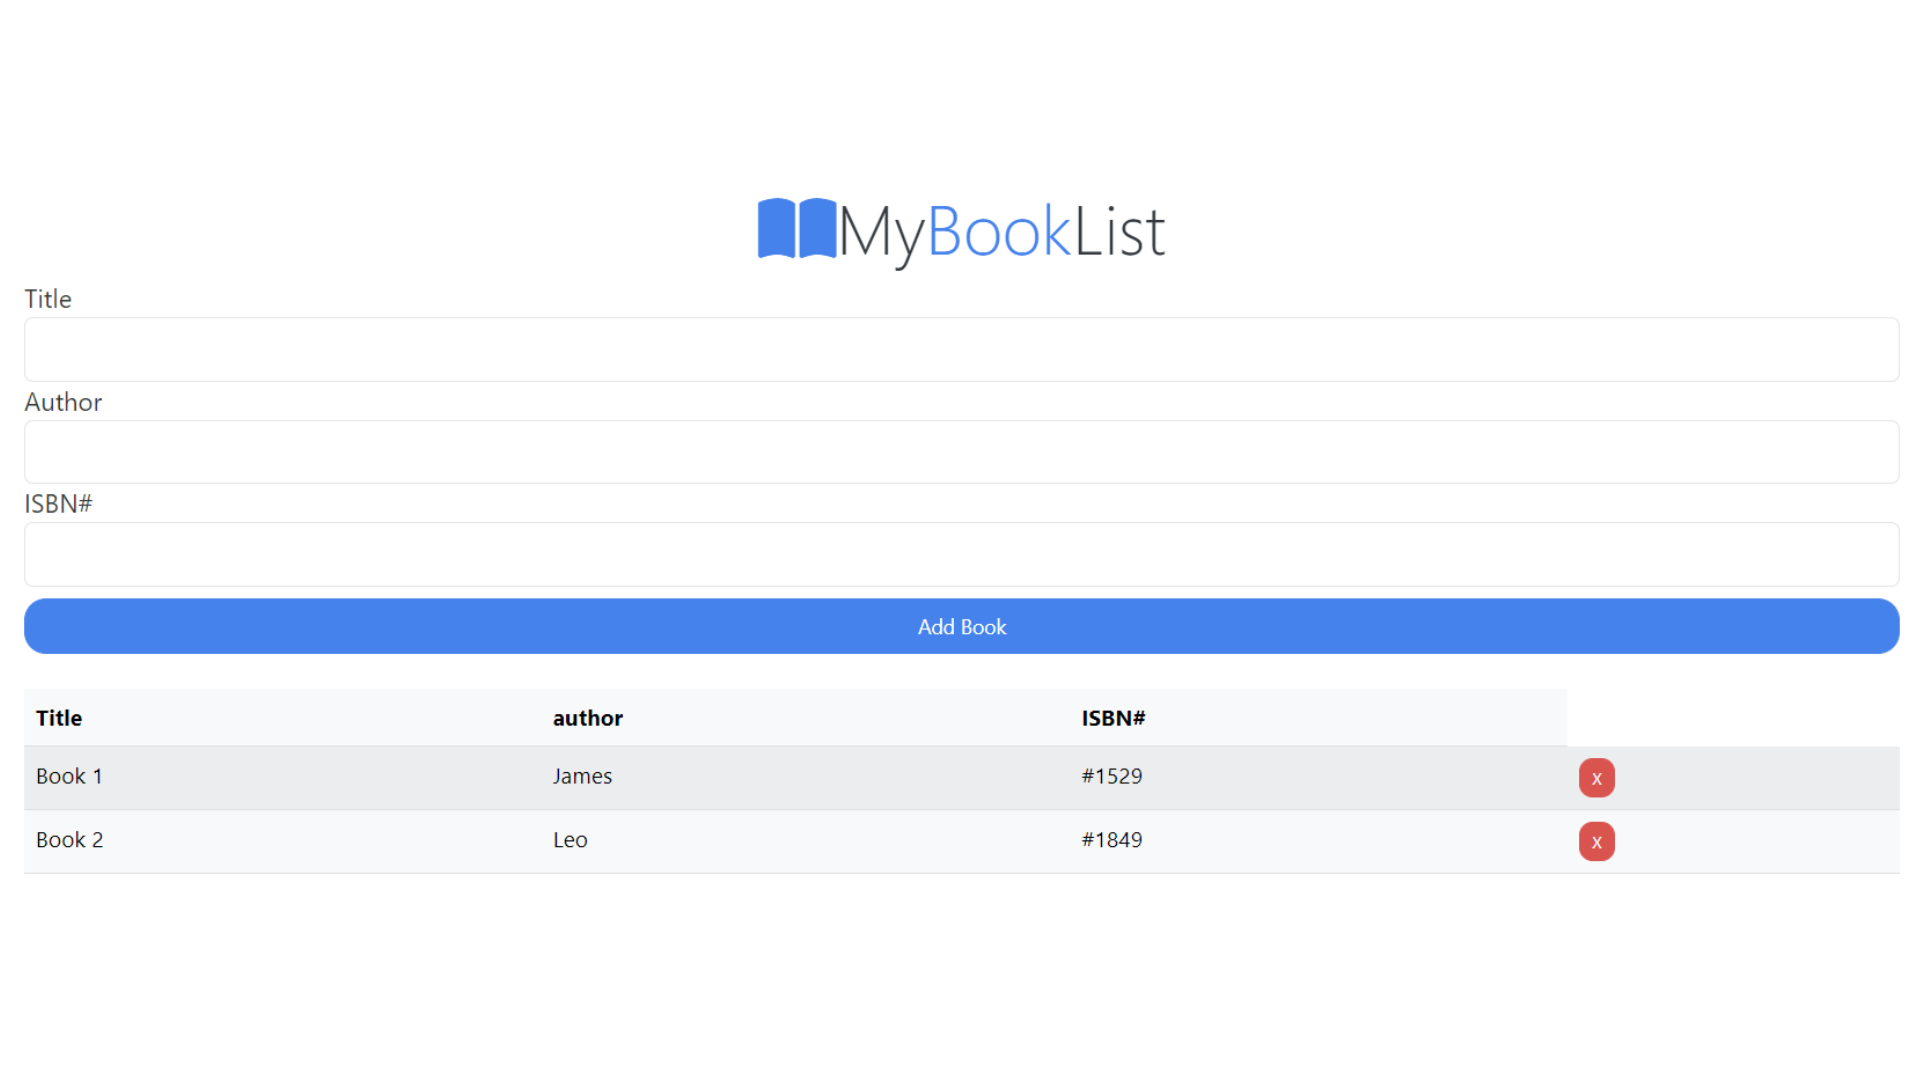 MyBookList
Title
Author
ISBN#
Add Book
Title author ISBN#
Book 1 James #1529 x
Book 2 Leo #1849 x